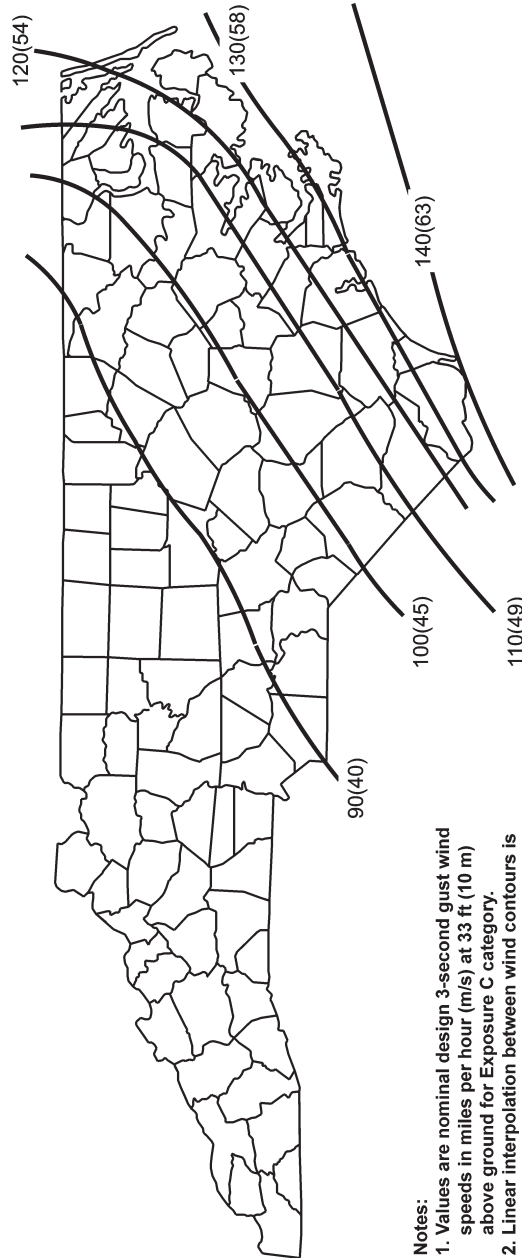 120(54)
130(58)
140(63)
100(45)
110(49)
90(40)
Notes:
1. Values are nominal design 3-second gust wind
speeds in miles per hour (m/s) at 33 ft (10 m)
above ground for Exposure C category.
2. Linear interpolation between wind contours is